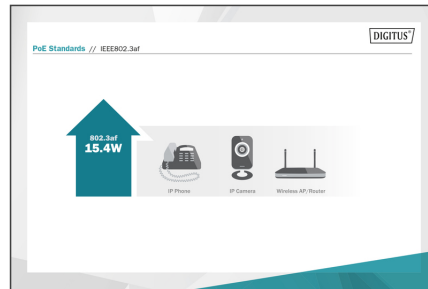 DIGITUS®
PoE Standards // IEEE802.3af
802.3af
15.4W
IP Phone
IP Camera
Wireless AP/Router